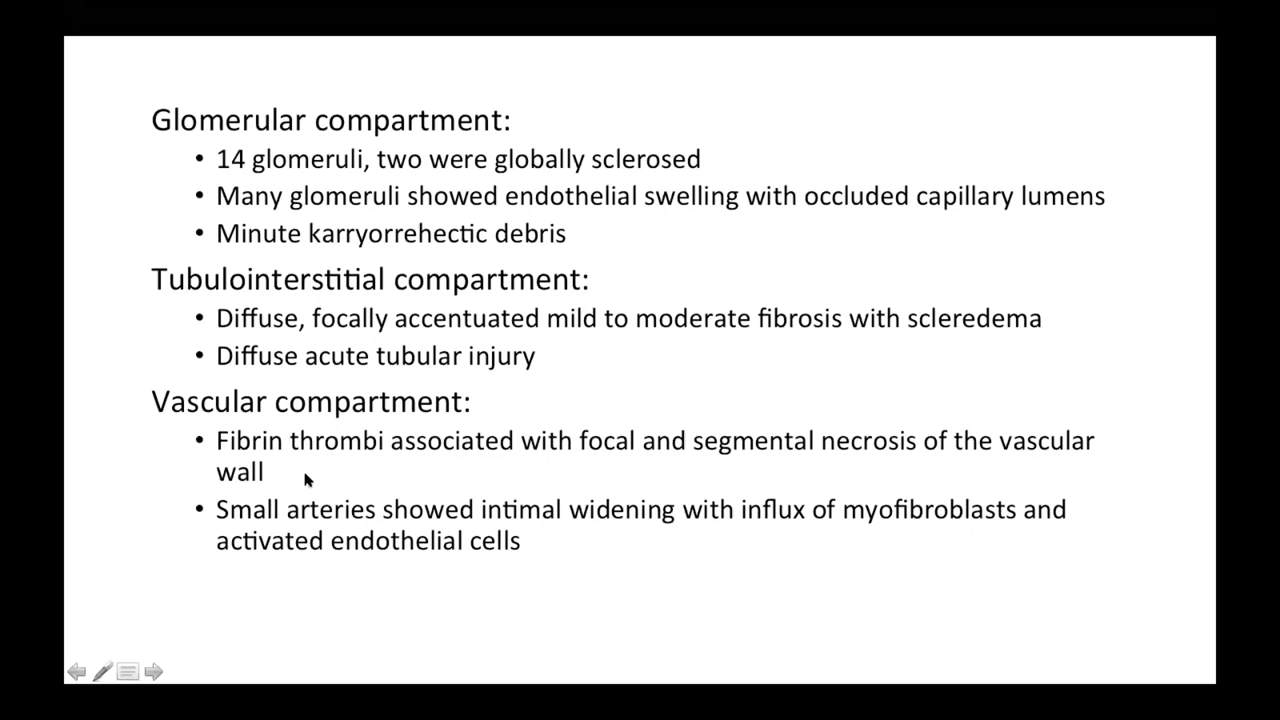 Glomerular compartment:
• 14 glomeruli, two were globally sclerosed
• Many glomeruli showed endothelial swelling with occluded capillary lumens
• Minute karryorrehectic debris
Tubulointerstitial compartment:
• Diffuse, focally accentuated mild to moderate fibrosis with scleredema
• Diffuse acute tubular injury
Vascular compartment:
• Fibrin thrombi associated with focal and segmental necrosis of the vascular
wall
• Small arteries showed intimal widening with influx of myofibroblasts and
activated endothelial cells